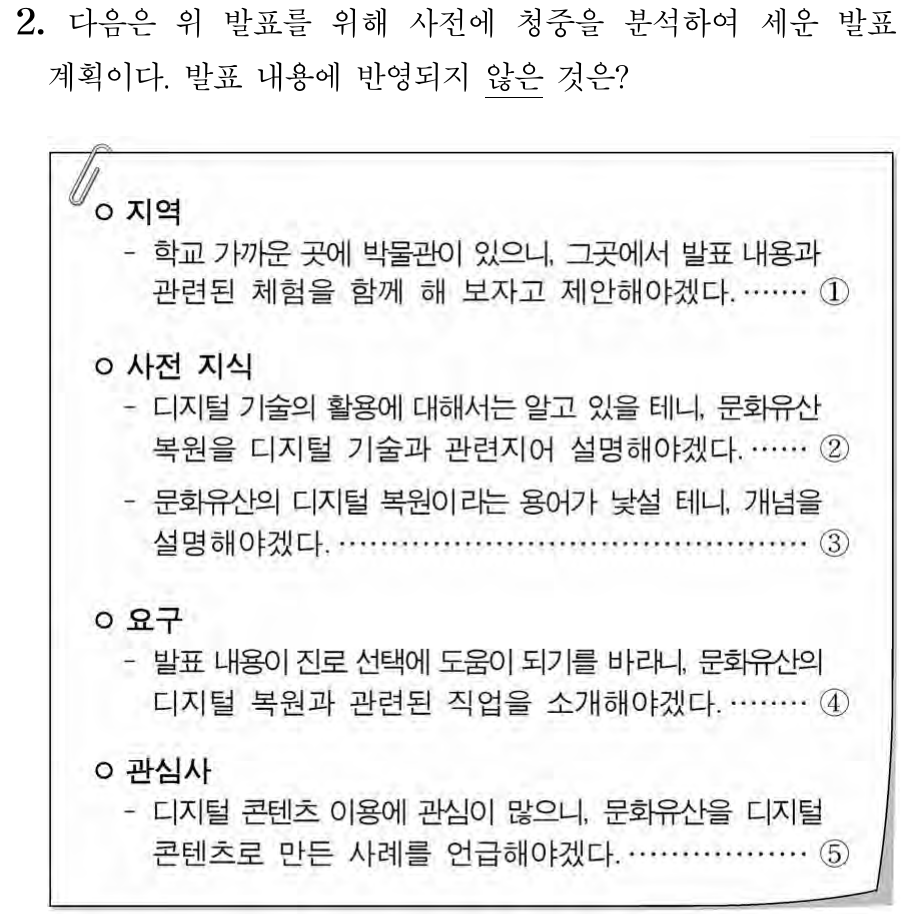 2. 다음은 위 발표를 위해 사전에 청중을 분석하여 세운 발표
계획이다. 발표 내용에 반영되지 않은 것은?
ㅇ 지역
- 학교 가까운 곳에 박물관이 있으니, 그곳에서 발표 내용과
관련된 체험을 함께 해 보자고 제안해야겠다. ······· ①
ㅇ 사전 지식
- 디지털 기술의 활용에 대해서는 알고 있을 테니, 문화유산
복원을 디지털 기술과 관련지어 설명해야겠다. ······ ②
- 문화유산의 디지털 복원이라는 용어가 낯설 테니, 개념을
설명해야겠다. ············································ ③
ㅇ 요구
- 발표 내용이 진로 선택에 도움이 되기를 바라니, 문화유산의
디지털 복원과 관련된 직업을 소개해야겠다. ········ ④
ㅇ 관심사
- 디지털 콘텐츠 이용에 관심이 많으니, 문화유산을 디지털
콘텐츠로 만든 사례를 언급해야겠다. ················· ⑤